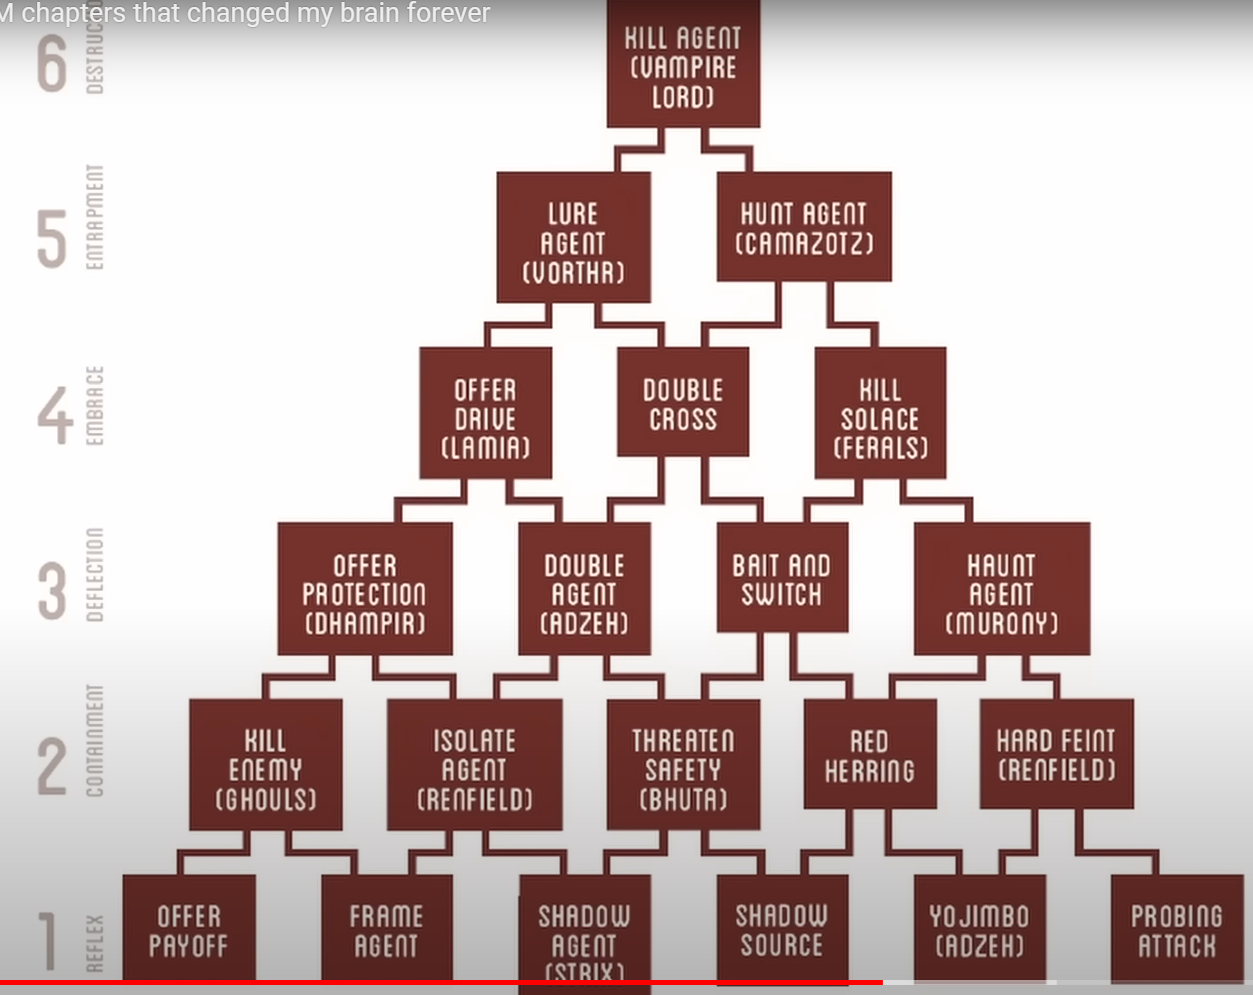 M chapters that changed my brain forever
6
KILL AGENT
(VAMPIRE
LORD)
5
ENTRAPMENT
LURE
AGENT
(VORTHR)
HUNT AGENT
(CAMAZOTZ)
4
EMBRACE
OFFER
DRIVE
(LAMIA)
DOUBLE
CROSS
KILL
SOLACE
(FERALS)
3
DEFLECTION
OFFER
PROTECTION
(DHAMPIR)
DOUBLE
AGENT
(ADZEH)
BAIT AND
SWITCH
HAUNT
AGENT
(MURONY)
2
CONTAINMENT
KILL
ENEMY
(GHOULS)
ISOLATE
AGENT
(RENFIELD)
THREATEN
SAFETY
(BHUTA)
RED
HERRING
HARD FEINT
(RENFIELD)
1
REFLEX
OFFER
PAYOFF
FRAME
AGENT
SHADOW
AGENT
(STRIX)
SHADOW
SOURCE
YOJIMBO
(ADZEH)
PROBING
ATTACK